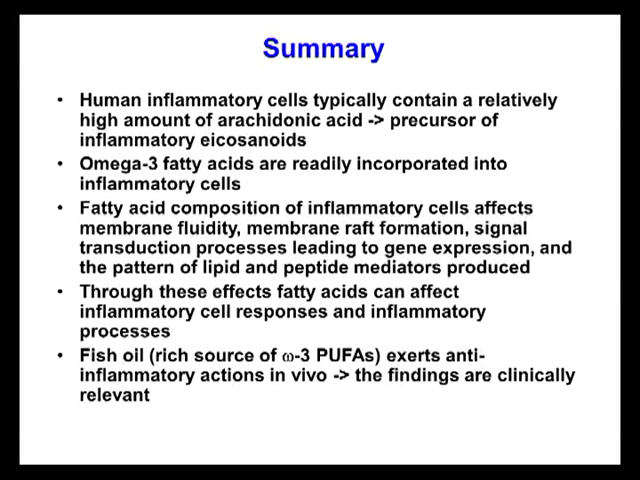 Summary
• Human inflammatory cells typically contain a relatively
high amount of arachidonic acid -> precursor of
inflammatory eicosanoids
• Omega-3 fatty acids are readily incorporated into
inflammatory cells
• Fatty acid composition of inflammatory cells affects
membrane fluidity, membrane raft formation, signal
transduction processes leading to gene expression, and
the pattern of lipid and peptide mediators produced
• Through these effects fatty acids can affect
inflammatory cell responses and inflammatory
processes
• Fish oil (rich source of ω-3 PUFAs) exerts anti-
inflammatory actions in vivo -> the findings are clinically
relevant